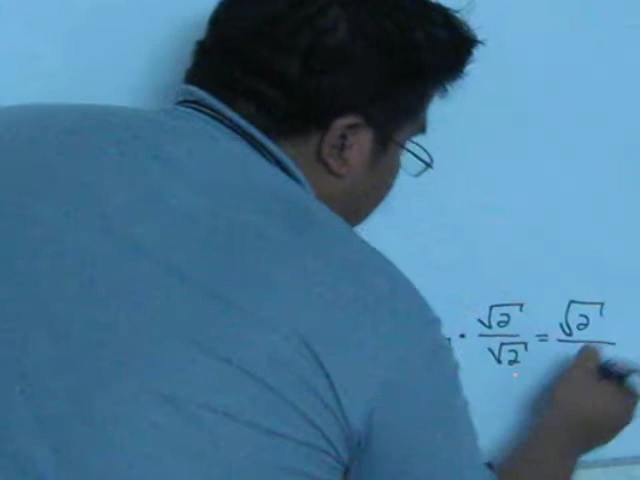 · √2/√2 = √2/